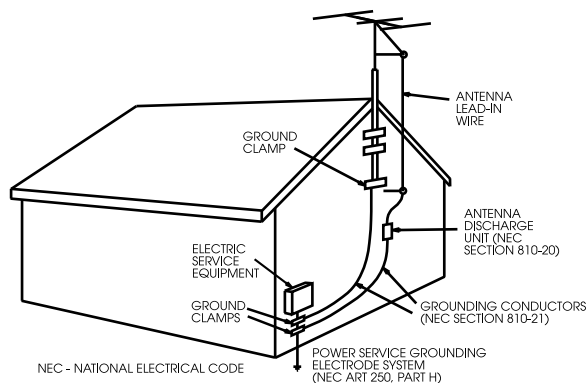 ANTENNA
LEAD-IN
WIRE
GROUND
CLAMP
ANTENNA
DISCHARGE
UNIT (NEC
SECTION 810-20)
ELECTRIC
SERVICE
EQUIPMENT
GROUND
CLAMPS
GROUNDING CONDUCTORS
(NEC SECTION 810-21)
POWER SERVICE GROUNDING
ELECTRODE SYSTEM
(NEC ART 250, PART H)
NEC - NATIONAL ELECTRICAL CODE